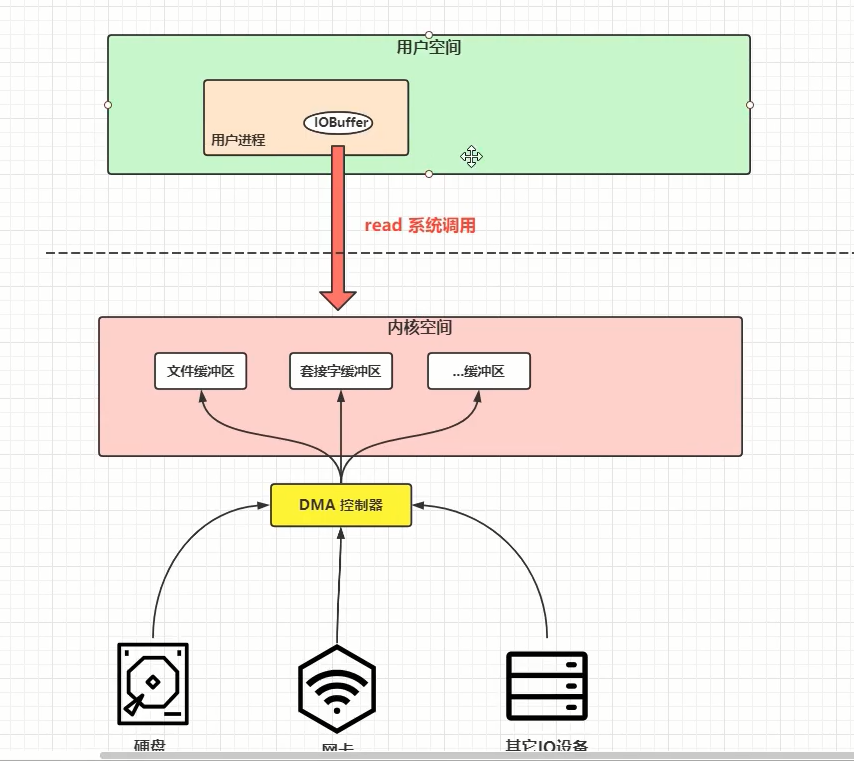 用户空间
IOBuffer
用户进程
read 系统调用
内核空间
文件缓冲区
套接字缓冲区
...缓冲区
DMA 控制器
硬盘
网卡
其它IO设备